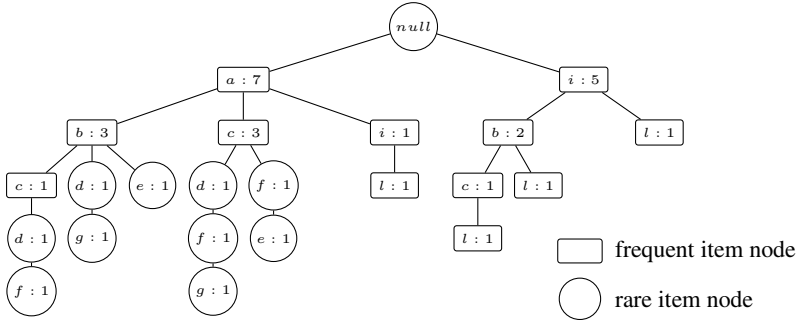 null
a : 7 i : 5
b : 3 c : 3 i : 1 b : 2 l : 1
c : 1 d : 1 e : 1 d : 1 f : 1 l : 1 c : 1 l : 1
d : 1 g : 1 f : 1 e : 1 l : 1
frequent item node
f : 1 g : 1
rare item node